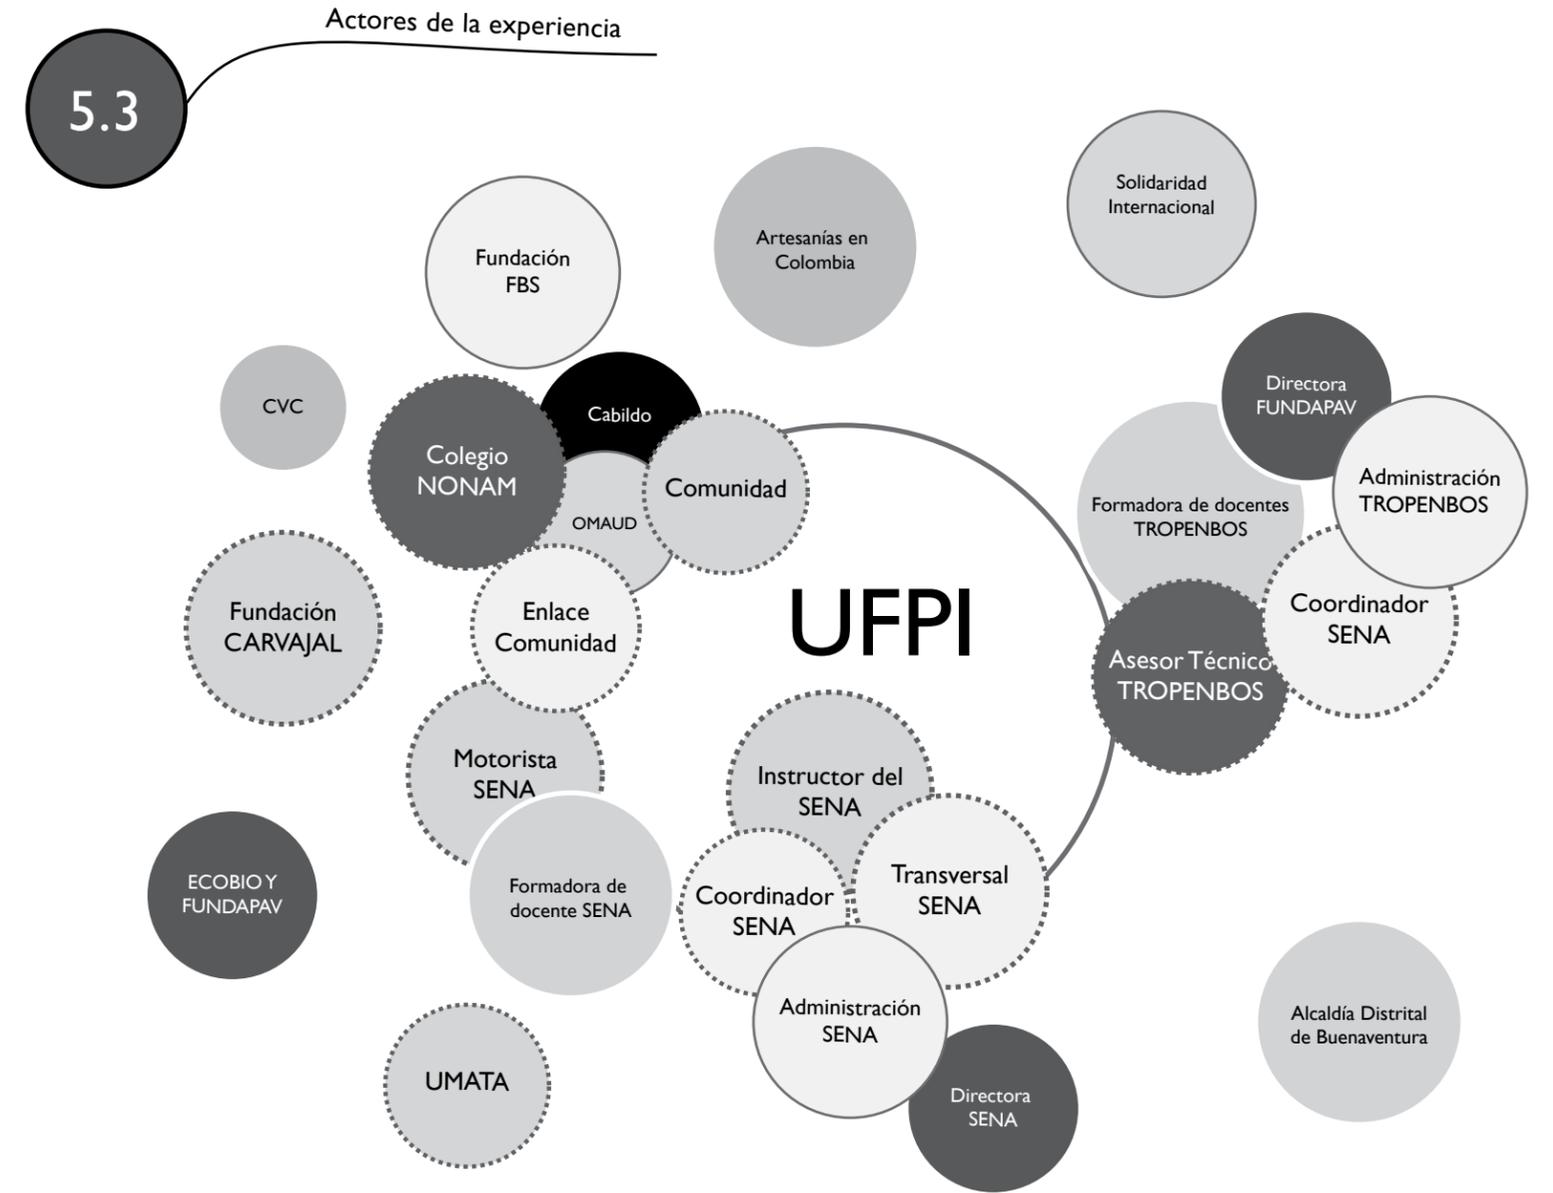 Actores de la experiencia
5.3
Solidaridad
Internacional
Artesanías en
Colombia
Fundación
FBS
Directora
FUNDAPAV
CVC
Cabildo
Colegio
NONAM
Comunidad
Administración
TROPENBOS
Formadora de docentes
TROPENBOS
OMAUD
Fundación
CARVAJAL
Enlace
Comunidad
UFPI
Coordinador
SENA
Asesor Técnico
TROPENBOS
Motorista
SENA
Instructor del
SENA
ECOBIO Y
FUNDAPAV
Formadora de
docente SENA
Coordinador
SENA
Transversal
SENA
Administración
SENA
Alcaldía Distrital
de Buenaventura
UMATA
Directora
SENA